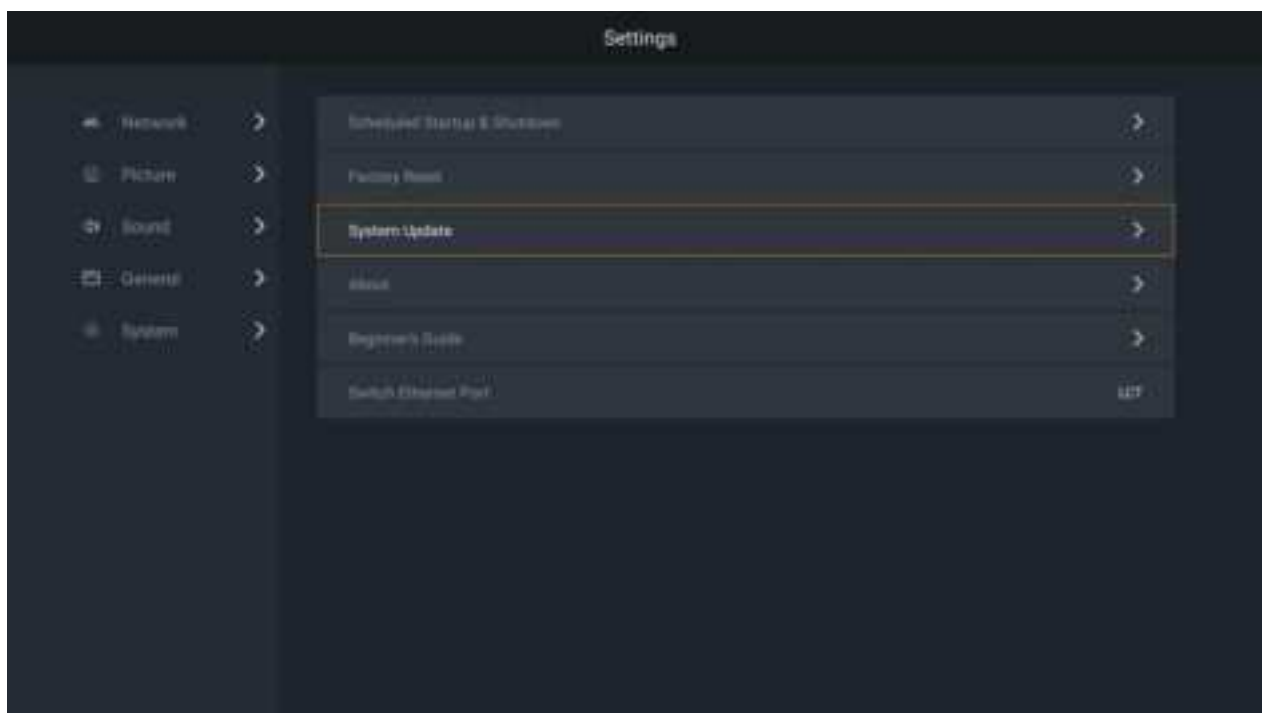 Settings
Network
Picture
Sound
General
System
Scheduled Startup & Shutdown
Factory Reset
System Update
About
Beginner's Guide
Switch Ethernet Port